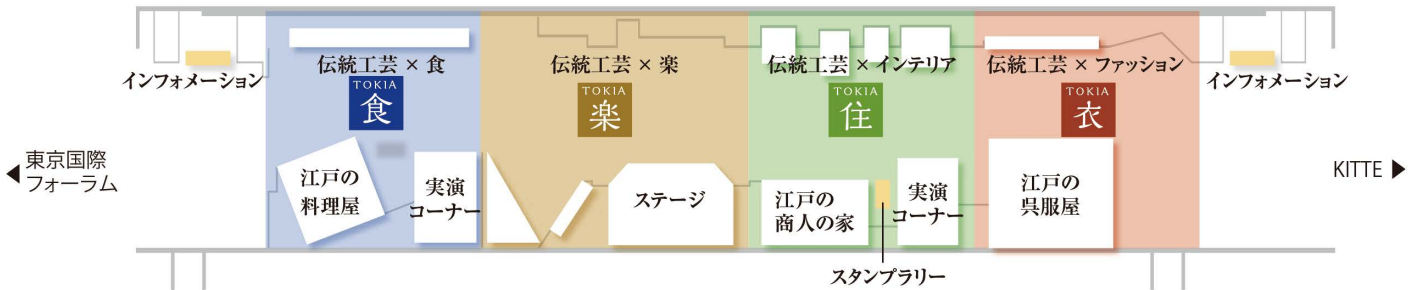 インフォメーション
伝統工芸 × 食
TOKIA
食
伝統工芸 × 楽
TOKIA
楽
伝統工芸 × インテリア
TOKIA
住
伝統工芸 × ファッション
TOKIA
衣
インフォメーション
東京国際
フォーラム
江戸の
料理屋
実演
コーナー
ステージ
江戸の
商人の家
スタンプラリー
実演
コーナー
江戸の
呉服屋
KITTE